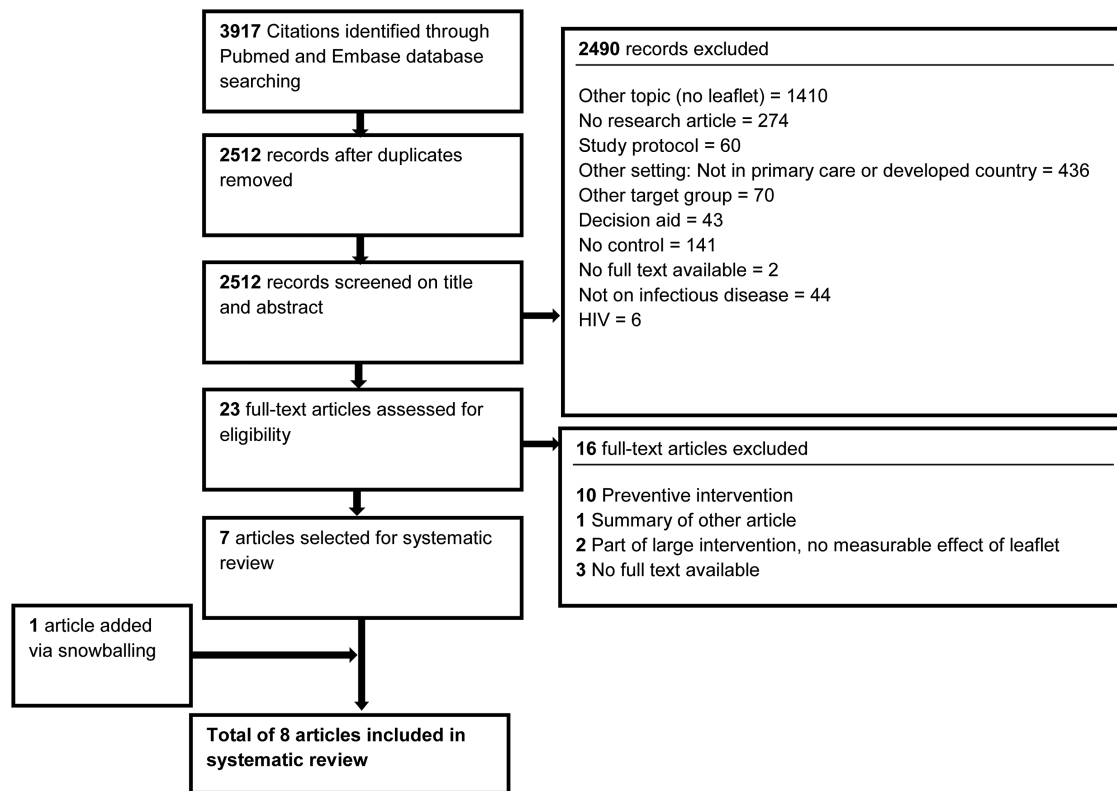 3917 Citations identified through
Pubmed and Embase database
searching
2512 records after duplicates
removed
2512 records screened on title
and abstract
2490 records excluded
Other topic (no leaflet) = 1410
No research article = 274
Study protocol = 60
Other setting: Not in primary care or developed country = 436
Other target group = 70
Decision aid = 43
No control = 141
No full text available = 2
Not on infectious disease = 44
HIV = 6
23 full-text articles assessed for
eligibility
16 full-text articles excluded
10 Preventive intervention
1 Summary of other article
2 Part of large intervention, no measurable effect of leaflet
3 No full text available
7 articles selected for systematic
review
1 article added
via snowballing
Total of 8 articles included in
systematic review